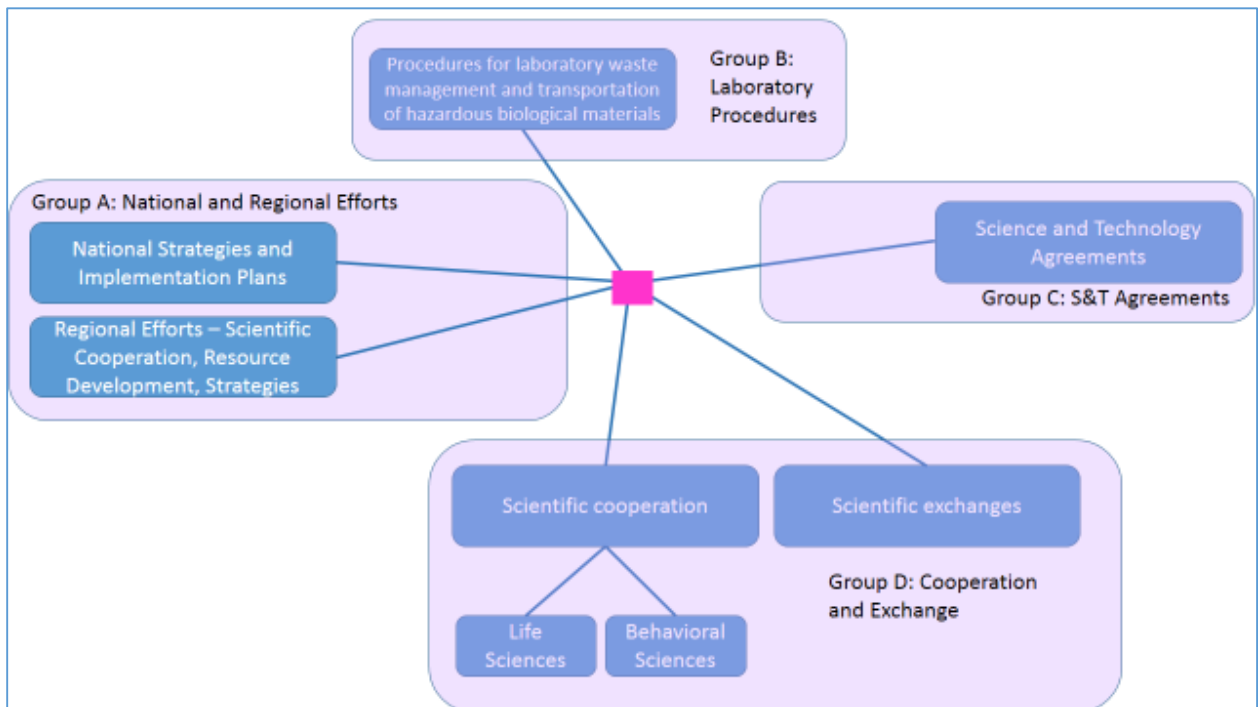 Procedures for laboratory waste
management and transportation
of hazardous biological materials
Group B:
Laboratory
Procedures
Group A: National and Regional Efforts
National Strategies and
Implementation Plans
Regional Efforts – Scientific
Cooperation, Resource
Development, Strategies
Science and Technology
Agreements
Group C: S&T Agreements
Scientific cooperation
Scientific exchanges
Group D: Cooperation
and Exchange
Life
Sciences
Behavioral
Sciences